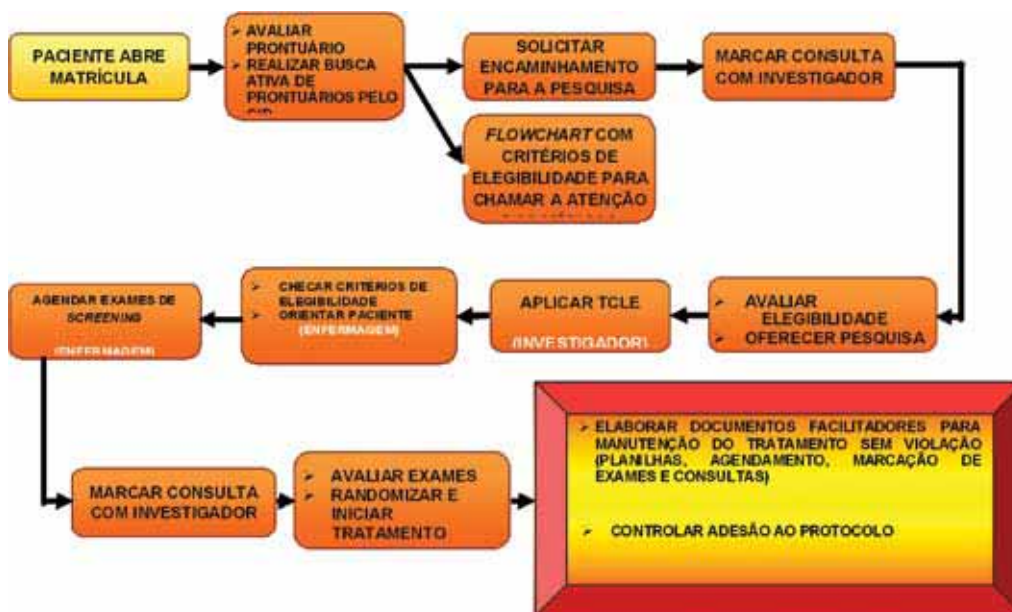 PACIENTE ABRE
MATRÍCULA
➢ AVALIAR
PRONTUÁRIO
➢ REALIZAR BUSCA
ATIVA DE
PRONTUÁRIOS PELO
SOLICITAR
ENCAMINHAMENTO
PARA A PESQUISA
MARCAR CONSULTA
COM INVESTIGADOR
FLOWCHART COM
CRITÉRIOS DE
ELEGIBILIDADE PARA
CHAMAR A ATENÇÃO
➢ AVALIAR
ELEGIBILIDADE
➢ OFERECER PESQUISA
APLICAR TCLE
(INVESTIGADOR)
➢ CHECAR CRITÉRIOS DE
ELEGIBILIDADE
➢ ORIENTAR PACIENTE
(ENFERMAGEM)
AGENDAR EXAMES DE
SCREENING
(ENFERMAGEM)
MARCAR CONSULTA
COM INVESTIGADOR
➢ AVALIAR EXAMES
➢ RANDOMIZAR E
INICIAR
TRATAMENTO
➢ ELABORAR DOCUMENTOS FACILITADORES PARA
MANUTENÇÃO DO TRATAMENTO SEM VIOLAÇÃO
(PLANILHAS, AGENDAMENTO, MARCAÇÃO DE
EXAMES E CONSULTAS)
➢ CONTROLAR ADESÃO AO PROTOCOLO